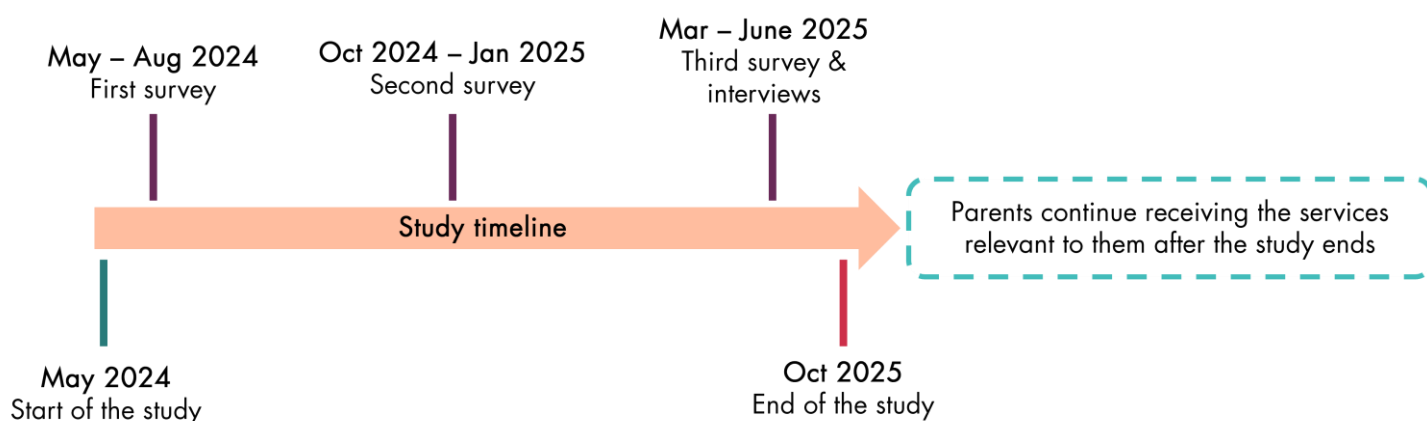 May – Aug 2024
First survey
Oct 2024 – Jan 2025
Second survey
Mar – June 2025
Third survey &
interviews
Study timeline
Parents continue receiving the services
relevant to them after the study ends
May 2024
Start of the study
Oct 2025
End of the study